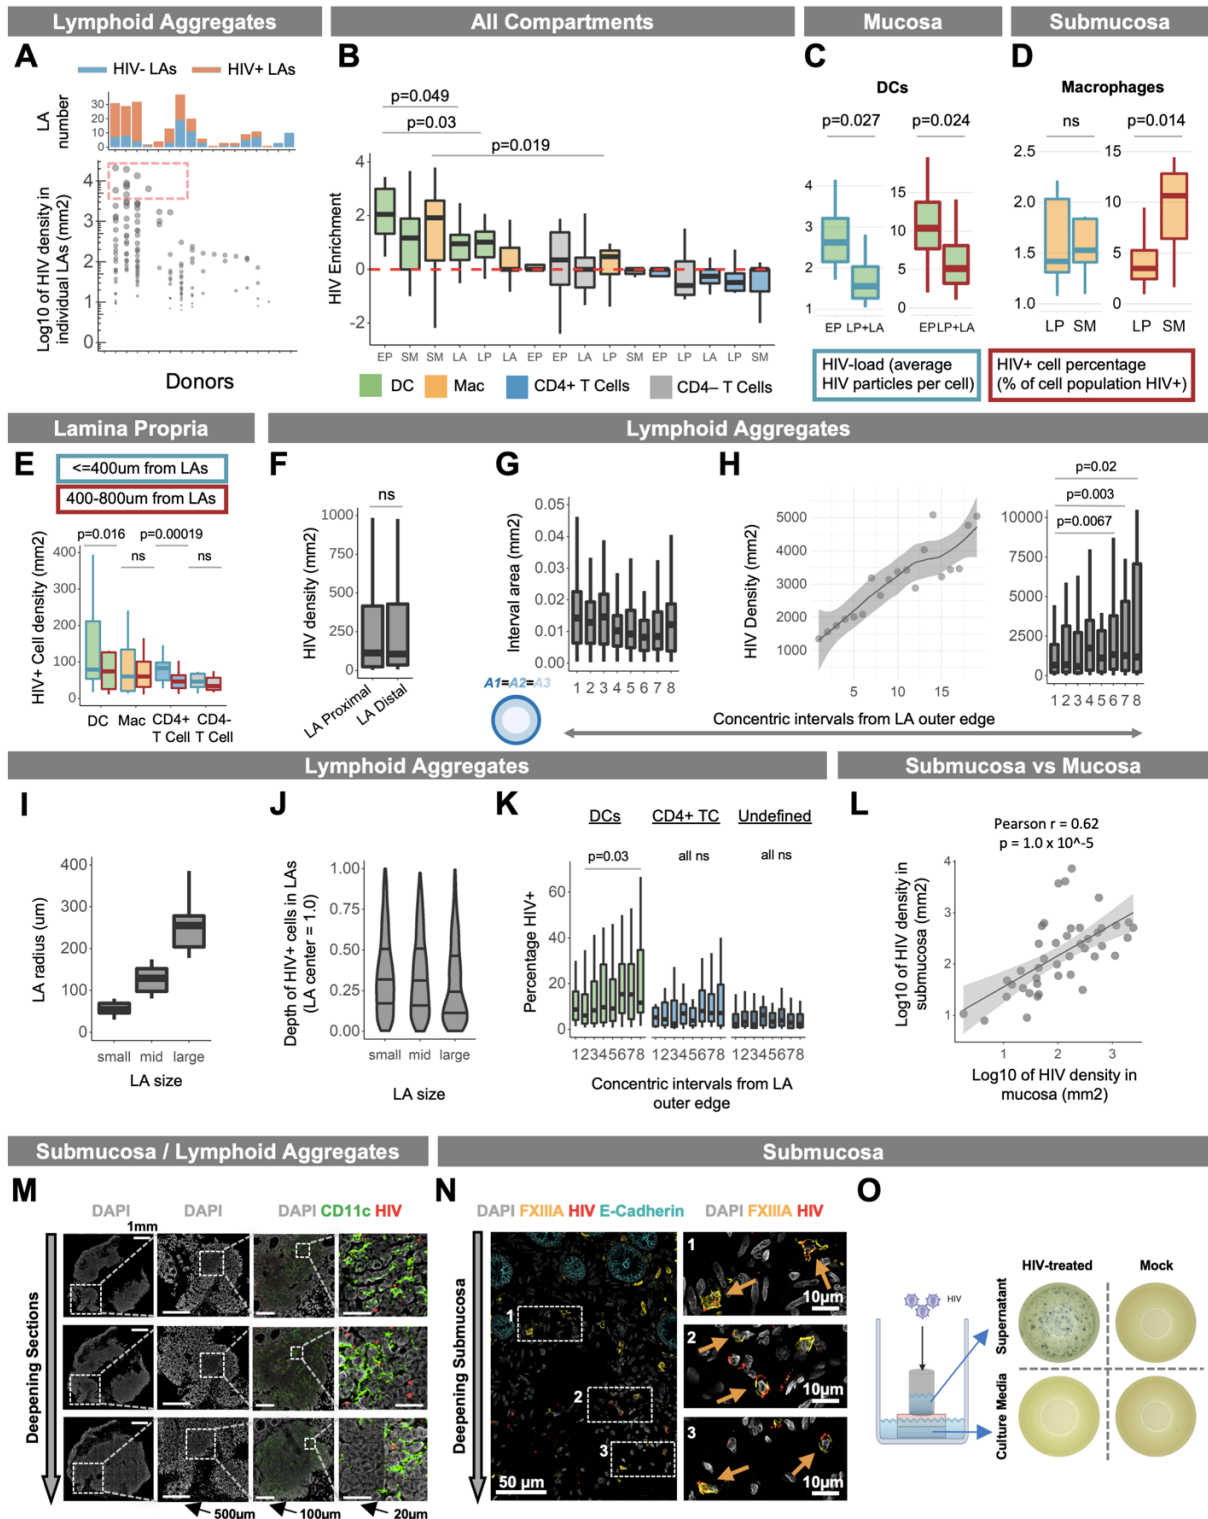 Lymphoid Aggregates
All Compartments
Mucosa
Submucosa
A
HIV- LAs
HIV+ LAs
LA number
30
20
10
0
Log10 of HIV density in individual LAs (mm2)
4
3
2
1
0
Donors
B
p=0.049
p=0.03
p=0.019
HIV Enrichment
4
2
0
-2
EP SM SM LA LP LA EP EP LA LP SM EP LP LA LP SM
DC
Mac
CD4+ T Cells
CD4– T Cells
C
DCs
p=0.027
p=0.024
4
3
2
1
15
10
5
0
EP LP+LA
EP LP+LA
HIV-load (average
HIV particles per cell)
D
Macrophages
ns
p=0.014
2.5
2.0
1.5
1.0
15
10
5
0
LP SM
LP SM
HIV+ cell percentage
(% of cell population HIV+)
Lamina Propria
Lymphoid Aggregates
E
<=400um from LAs
400-800um from LAs
p=0.016
p=0.00019
ns
ns
HIV+ Cell density (mm2)
400
300
200
100
0
DC Mac CD4+ T Cell CD4- T Cell
F
ns
HIV density (mm2)
1000
750
500
250
0
LA Proximal
LA Distal
G
Interval area (mm2)
0.05
0.04
0.03
0.02
0.01
0.00
1 2 3 4 5 6 7 8
A1=A2=A3
H
HIV Density (mm2)
5000
4000
3000
2000
1000
5 10 15
p=0.02
p=0.003
p=0.0067
10000
7500
5000
2500
0
1 2 3 4 5 6 7 8
Concentric intervals from LA outer edge
Lymphoid Aggregates
Submucosa vs Mucosa
I
LA radius (um)
400
300
200
100
0
small mid large
LA size
J
Depth of HIV+ cells in LAs
(LA center = 1.0)
1.00
0.75
0.50
0.25
0.00
small mid large
LA size
K
DCs
CD4+ TC
Undefined
p=0.03
all ns
all ns
Percentage HIV+
60
40
20
0
12345678 12345678 12345678
Concentric intervals from LA
outer edge
L
Pearson r = 0.62
p = 1.0 x 10^-5
Log10 of HIV density in
submucosa (mm2)
4
3
2
1
1 2 3
Log10 of HIV density in
mucosa (mm2)
Submucosa / Lymphoid Aggregates
Submucosa
M
DAPI
DAPI
DAPI CD11c HIV
1mm
Deepening Sections
500µm
100µm
20µm
N
DAPI FXIIIA HIV E-Cadherin
DAPI FXIIIA HIV
Deepening Submucosa
1
2
3
50 µm
1
10µm
2
10µm
3
10µm
O
HIV
HIV-treated
Mock
Supernatant
Culture Media